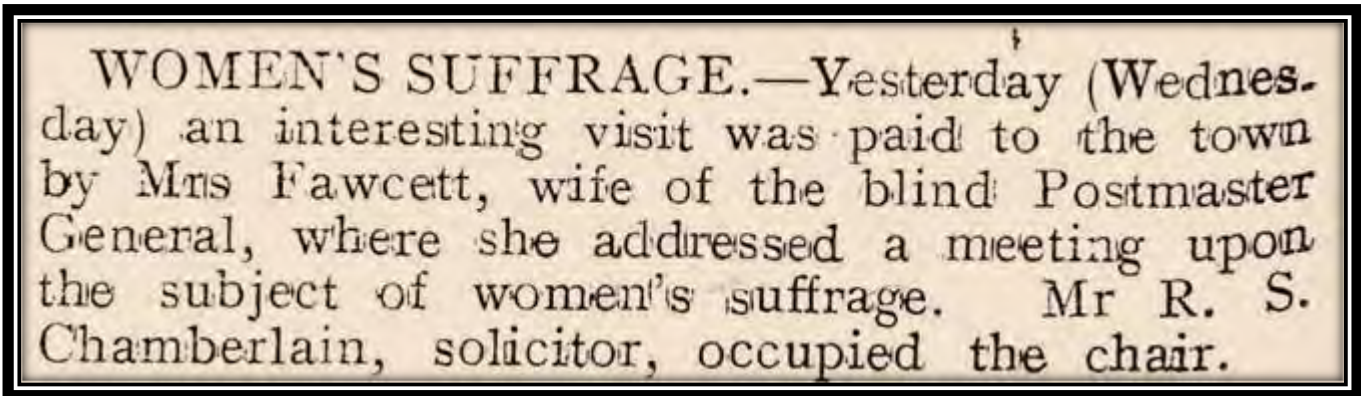 WOMEN'S SUFFRAGE.—Yesterday (Wednes-
day) an interesting visit was paid to the town
by Mrs Fawcett, wife of the blind Postmaster
General, where she addressed a meeting upon
the subject of women's suffrage. Mr R. S.
Chamberlain, solicitor, occupied the chair.